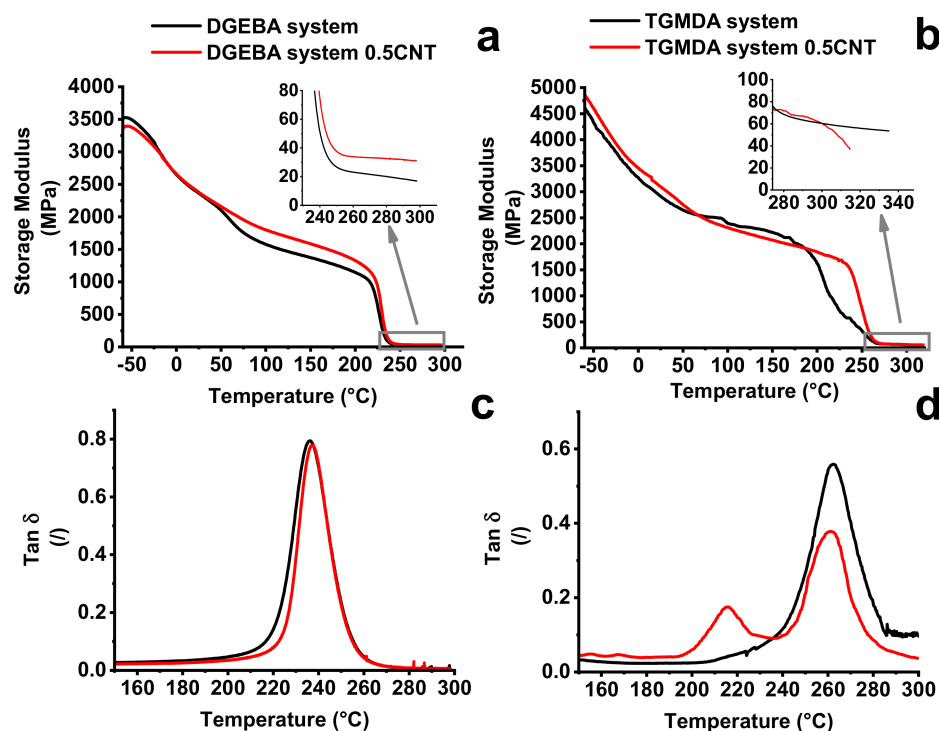 DGEBA system
DGEBA system 0.5CNT
a
Storage Modulus
(MPa)
4000
3500
3000
2500
2000
1500
1000
500
0
-50 0 50 100 150 200 250 300
Temperature (°C)
80
60
40
20
240 260 280 300
TGMDA system
TGMDA system 0.5CNT
b
Storage Modulus
(MPa)
5000
4500
4000
3500
3000
2500
2000
1500
1000
500
0
-50 0 50 100 150 200 250 300
Temperature (°C)
100
80
60
40
20
0
280 300 320 340
c
Tan δ
(/)
0.8
0.6
0.4
0.2
0.0
160 180 200 220 240 260 280 300
Temperature (°C)
d
Tan δ
(/)
0.6
0.4
0.2
0.0
160 180 200 220 240 260 280 300
Temperature (°C)